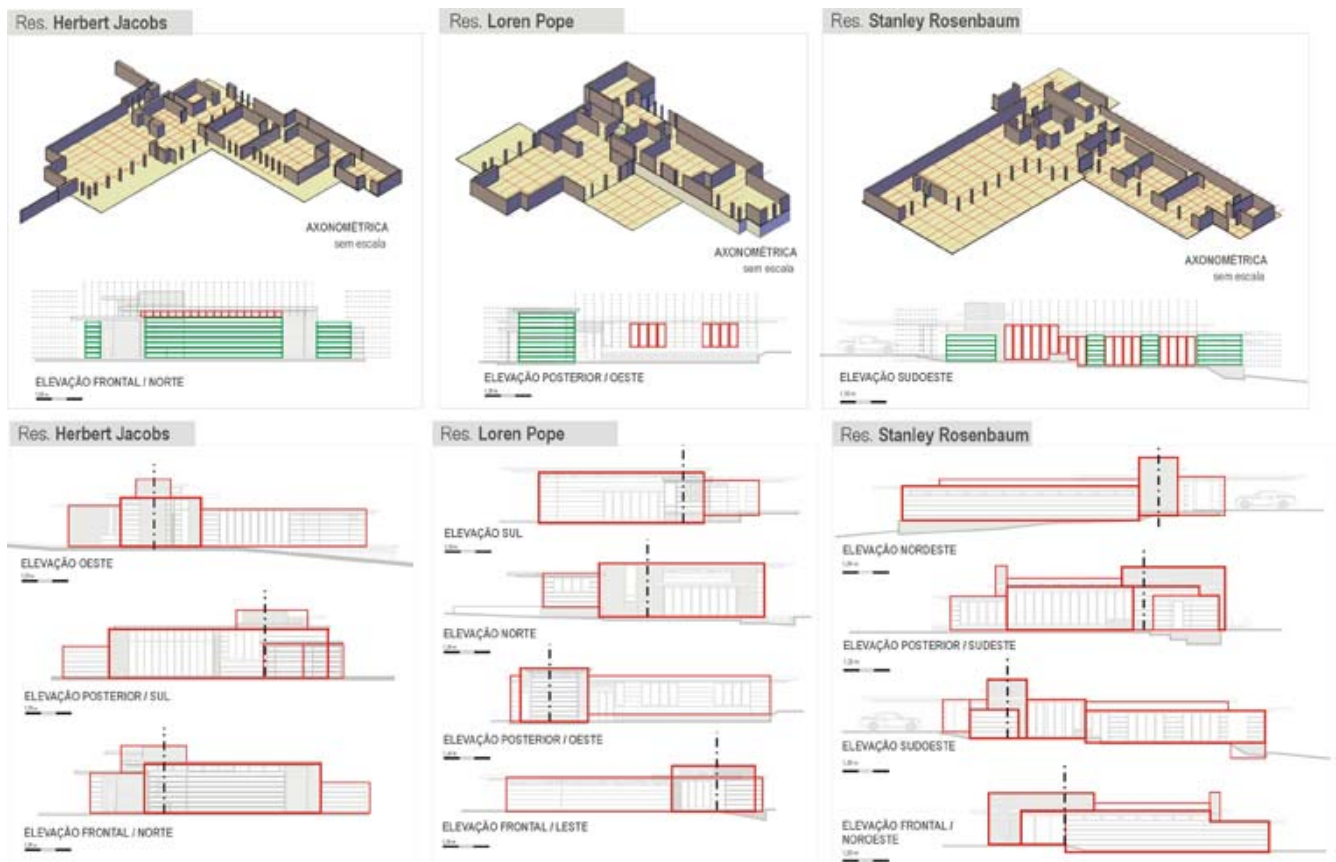 Res. Herbert Jacobs
AXONOMÉTRICA
sem escala
ELEVAÇÃO FRONTAL / NORTE
Res. Loren Pope
AXONOMÉTRICA
sem escala
ELEVAÇÃO POSTERIOR / OESTE
Res. Stanley Rosenbaum
AXONOMÉTRICA
sem escala
ELEVAÇÃO SUDOESTE
Res. Herbert Jacobs
ELEVAÇÃO OESTE
ELEVAÇÃO POSTERIOR / SUL
ELEVAÇÃO FRONTAL / NORTE
Res. Loren Pope
ELEVAÇÃO SUL
ELEVAÇÃO NORTE
ELEVAÇÃO POSTERIOR / OESTE
ELEVAÇÃO FRONTAL / LESTE
Res. Stanley Rosenbaum
ELEVAÇÃO NORDESTE
ELEVAÇÃO POSTERIOR / SUDESTE
ELEVAÇÃO SUDOESTE
ELEVAÇÃO FRONTAL /
NOROESTE